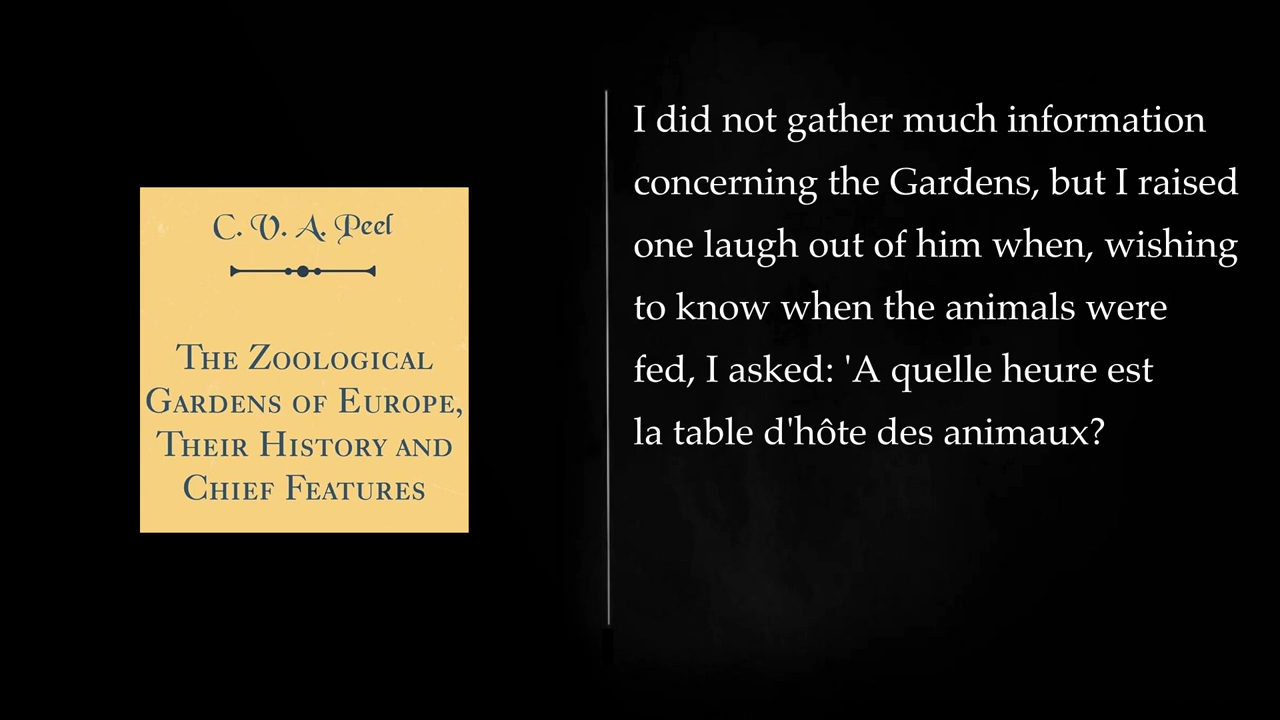 C. V. A. Peel
The Zoological
Gardens of Europe,
Their History and
Chief Features
I did not gather much information
concerning the Gardens, but I raised
one laugh out of him when, wishing
to know when the animals were
fed, I asked: 'A quelle heure est
la table d'hôte des animaux?